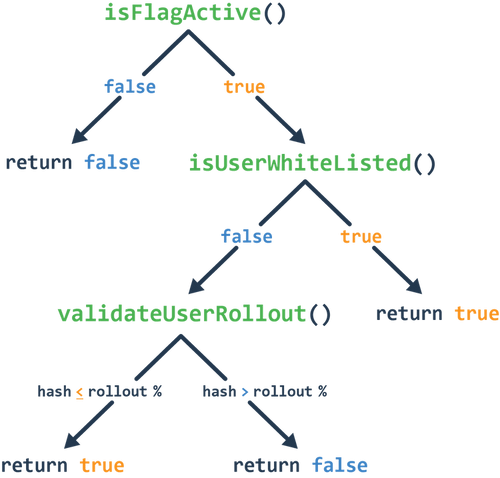 isFlagActive()
false
true
return false
isUserWhiteListed()
false
true
validateUserRollout()
return true
hash ≤ rollout %
hash > rollout %
return true
return false